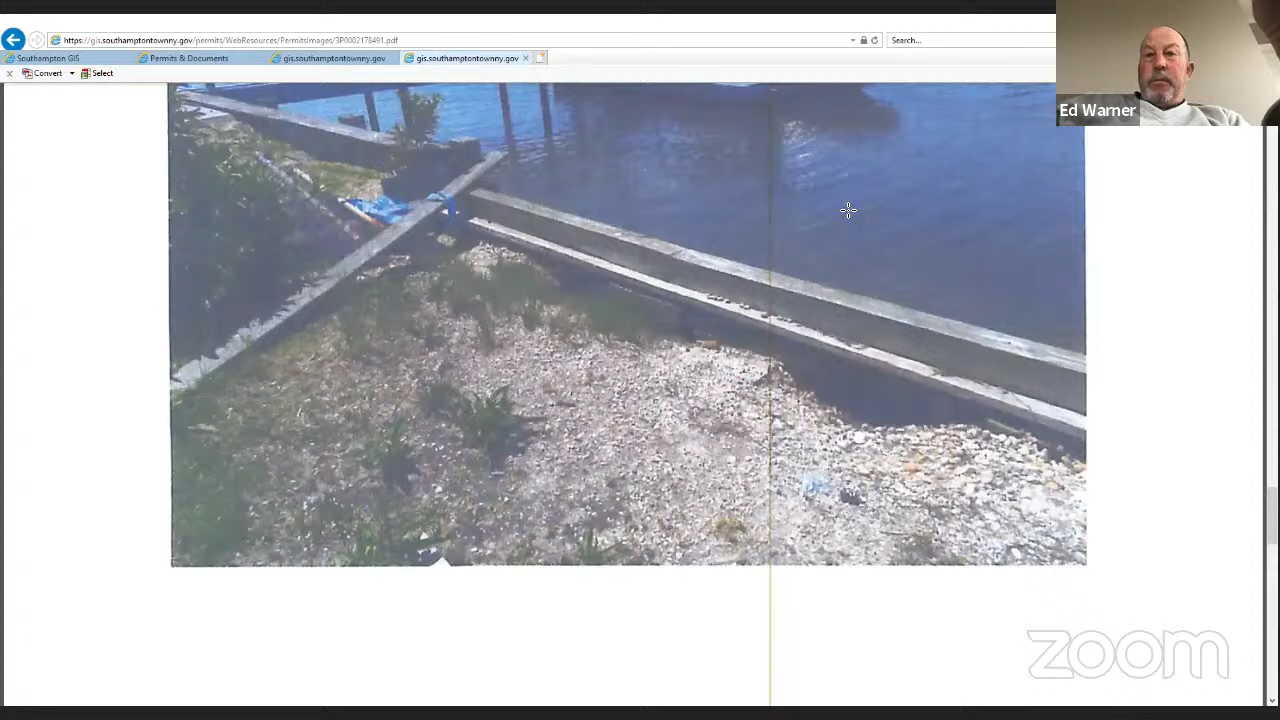 https://gis.southamptontownny.gov/permits/WebResources/PermitsImages/3P0002178491.pdf
Search...
Southampton GIS
Permits & Documents
gis.southamptontownny.gov
gis.southamptontownny.gov
Convert
Select
Ed Warner
zoom